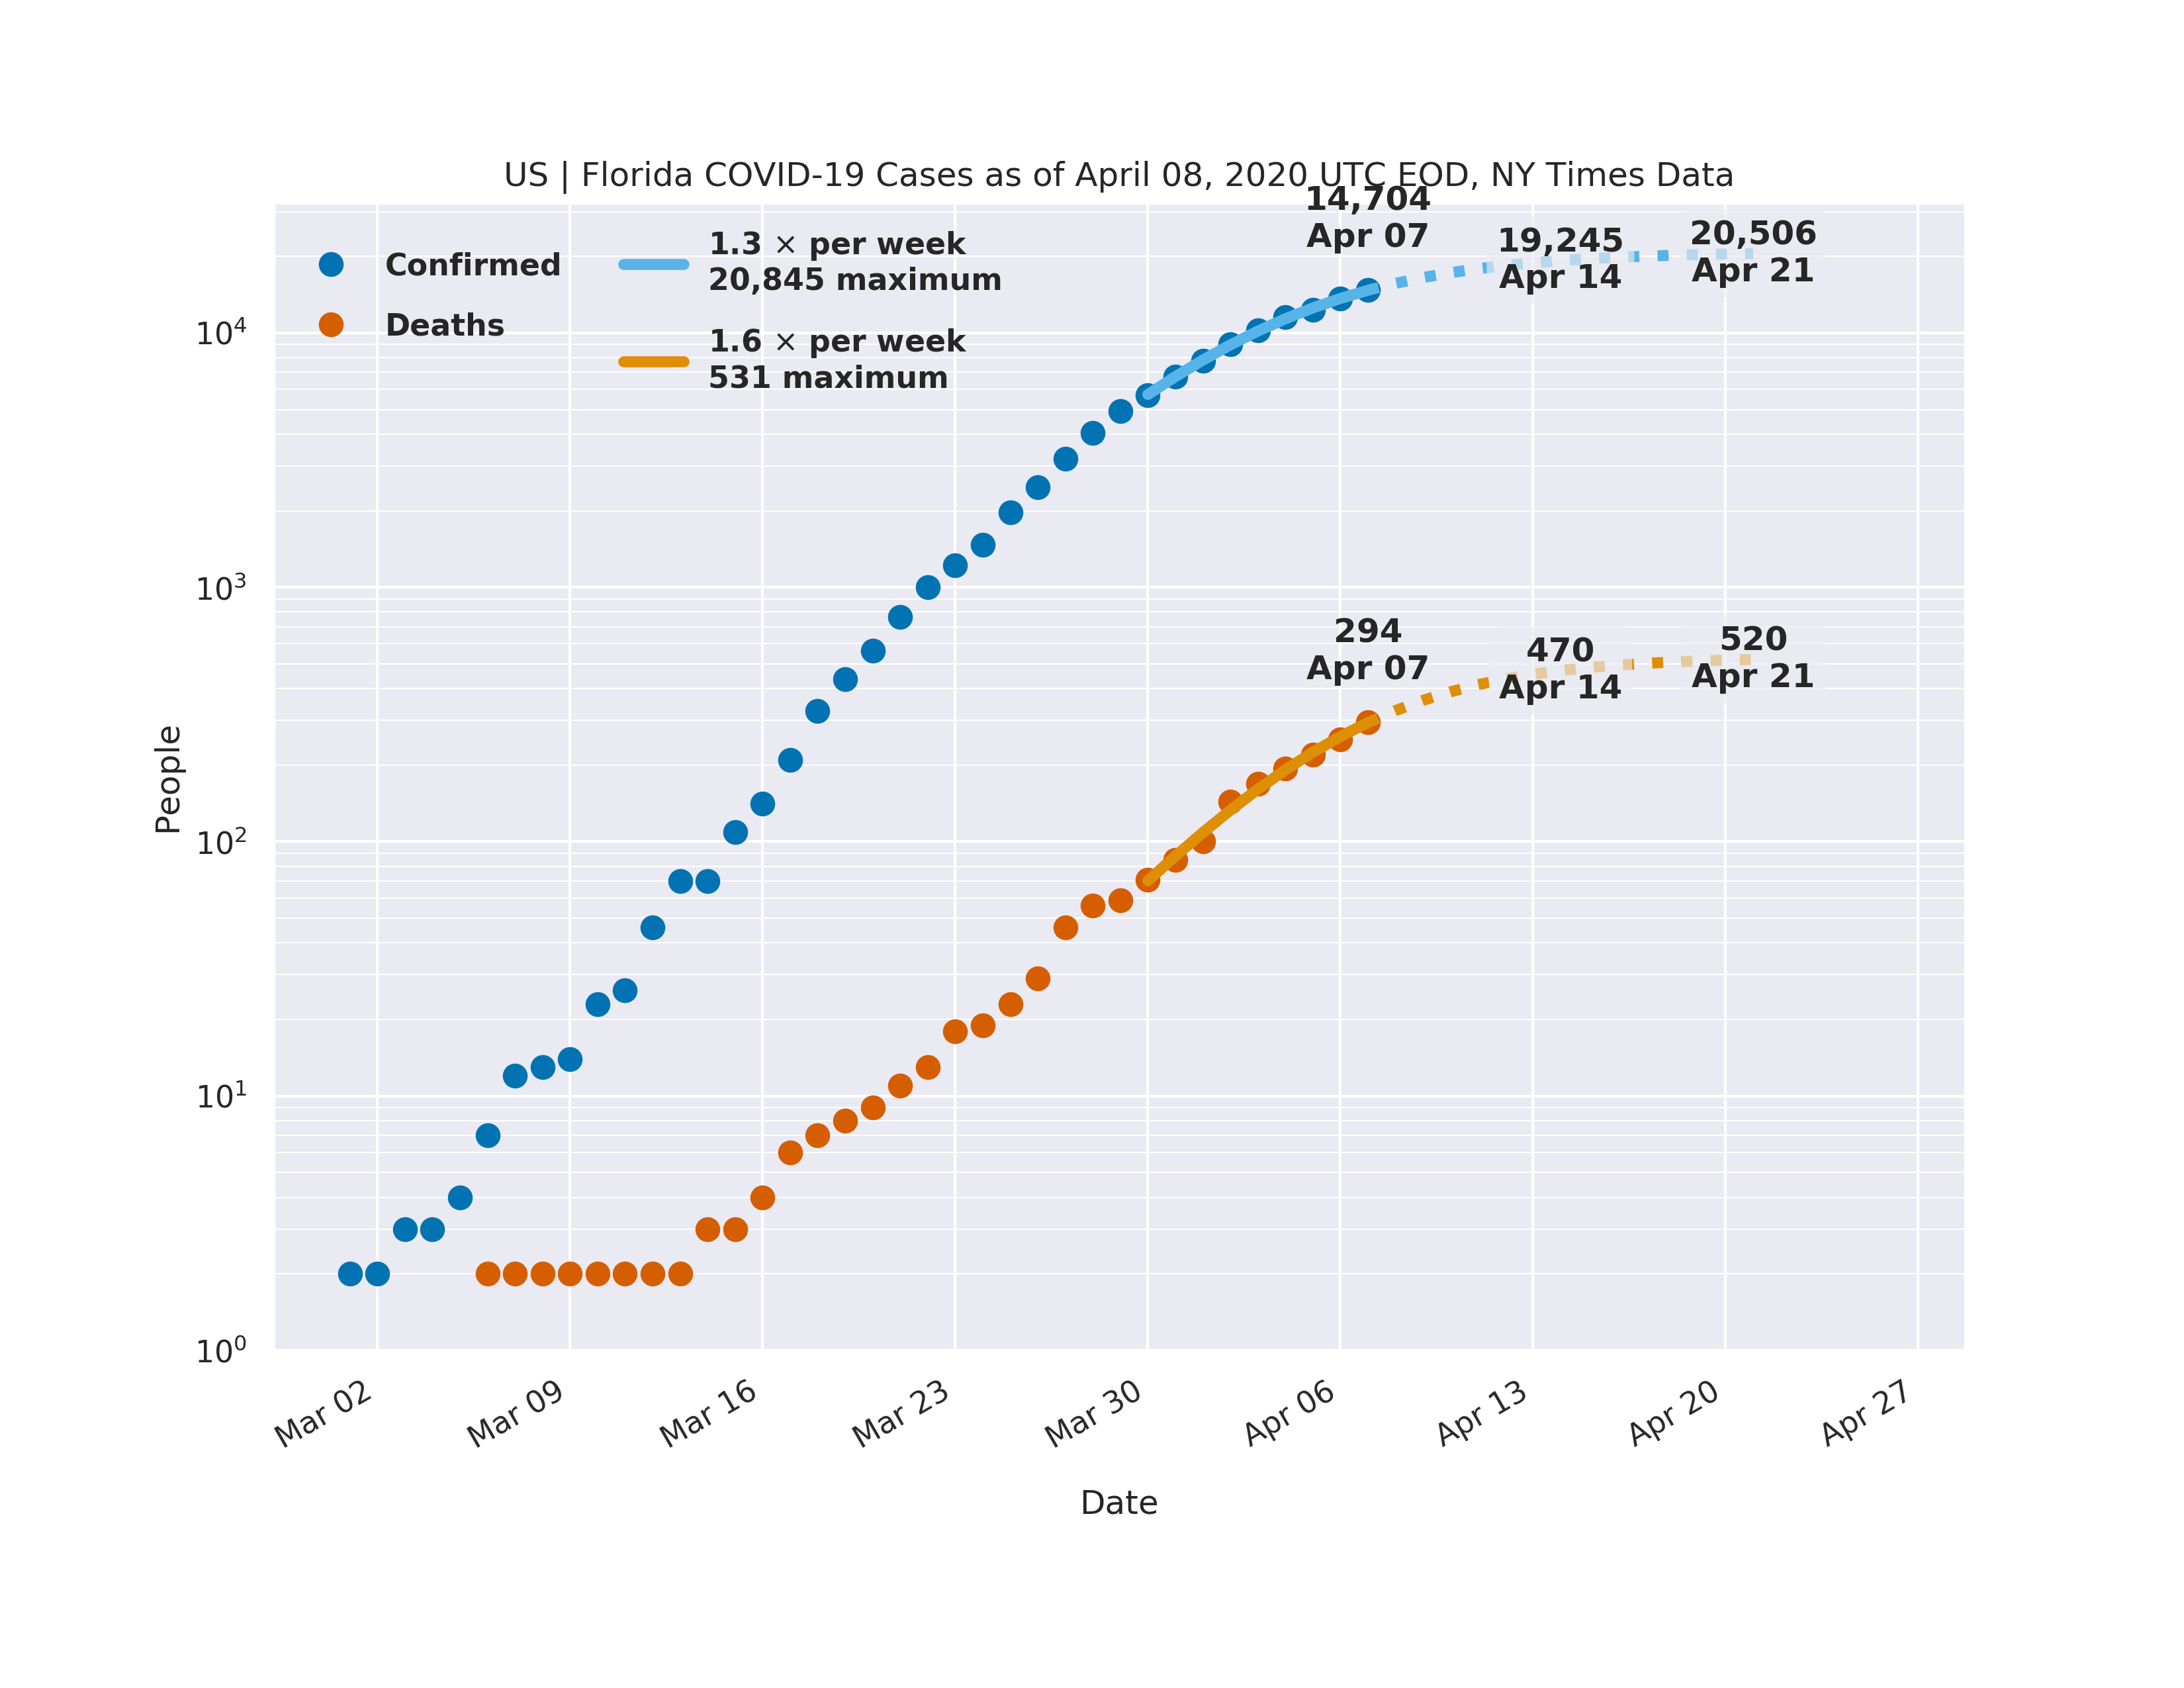 US | Florida COVID-19 Cases as of April 08, 2020 UTC EOD, NY Times Data
Confirmed
Deaths
1.3 × per week
20,845 maximum
1.6 × per week
531 maximum
14,704
Apr 07
19,245
Apr 14
20,506
Apr 21
294
Apr 07
470
Apr 14
520
Apr 21
People
10⁴
10³
10²
10¹
10⁰
Mar 02
Mar 09
Mar 16
Mar 23
Mar 30
Apr 06
Apr 13
Apr 20
Apr 27
Date